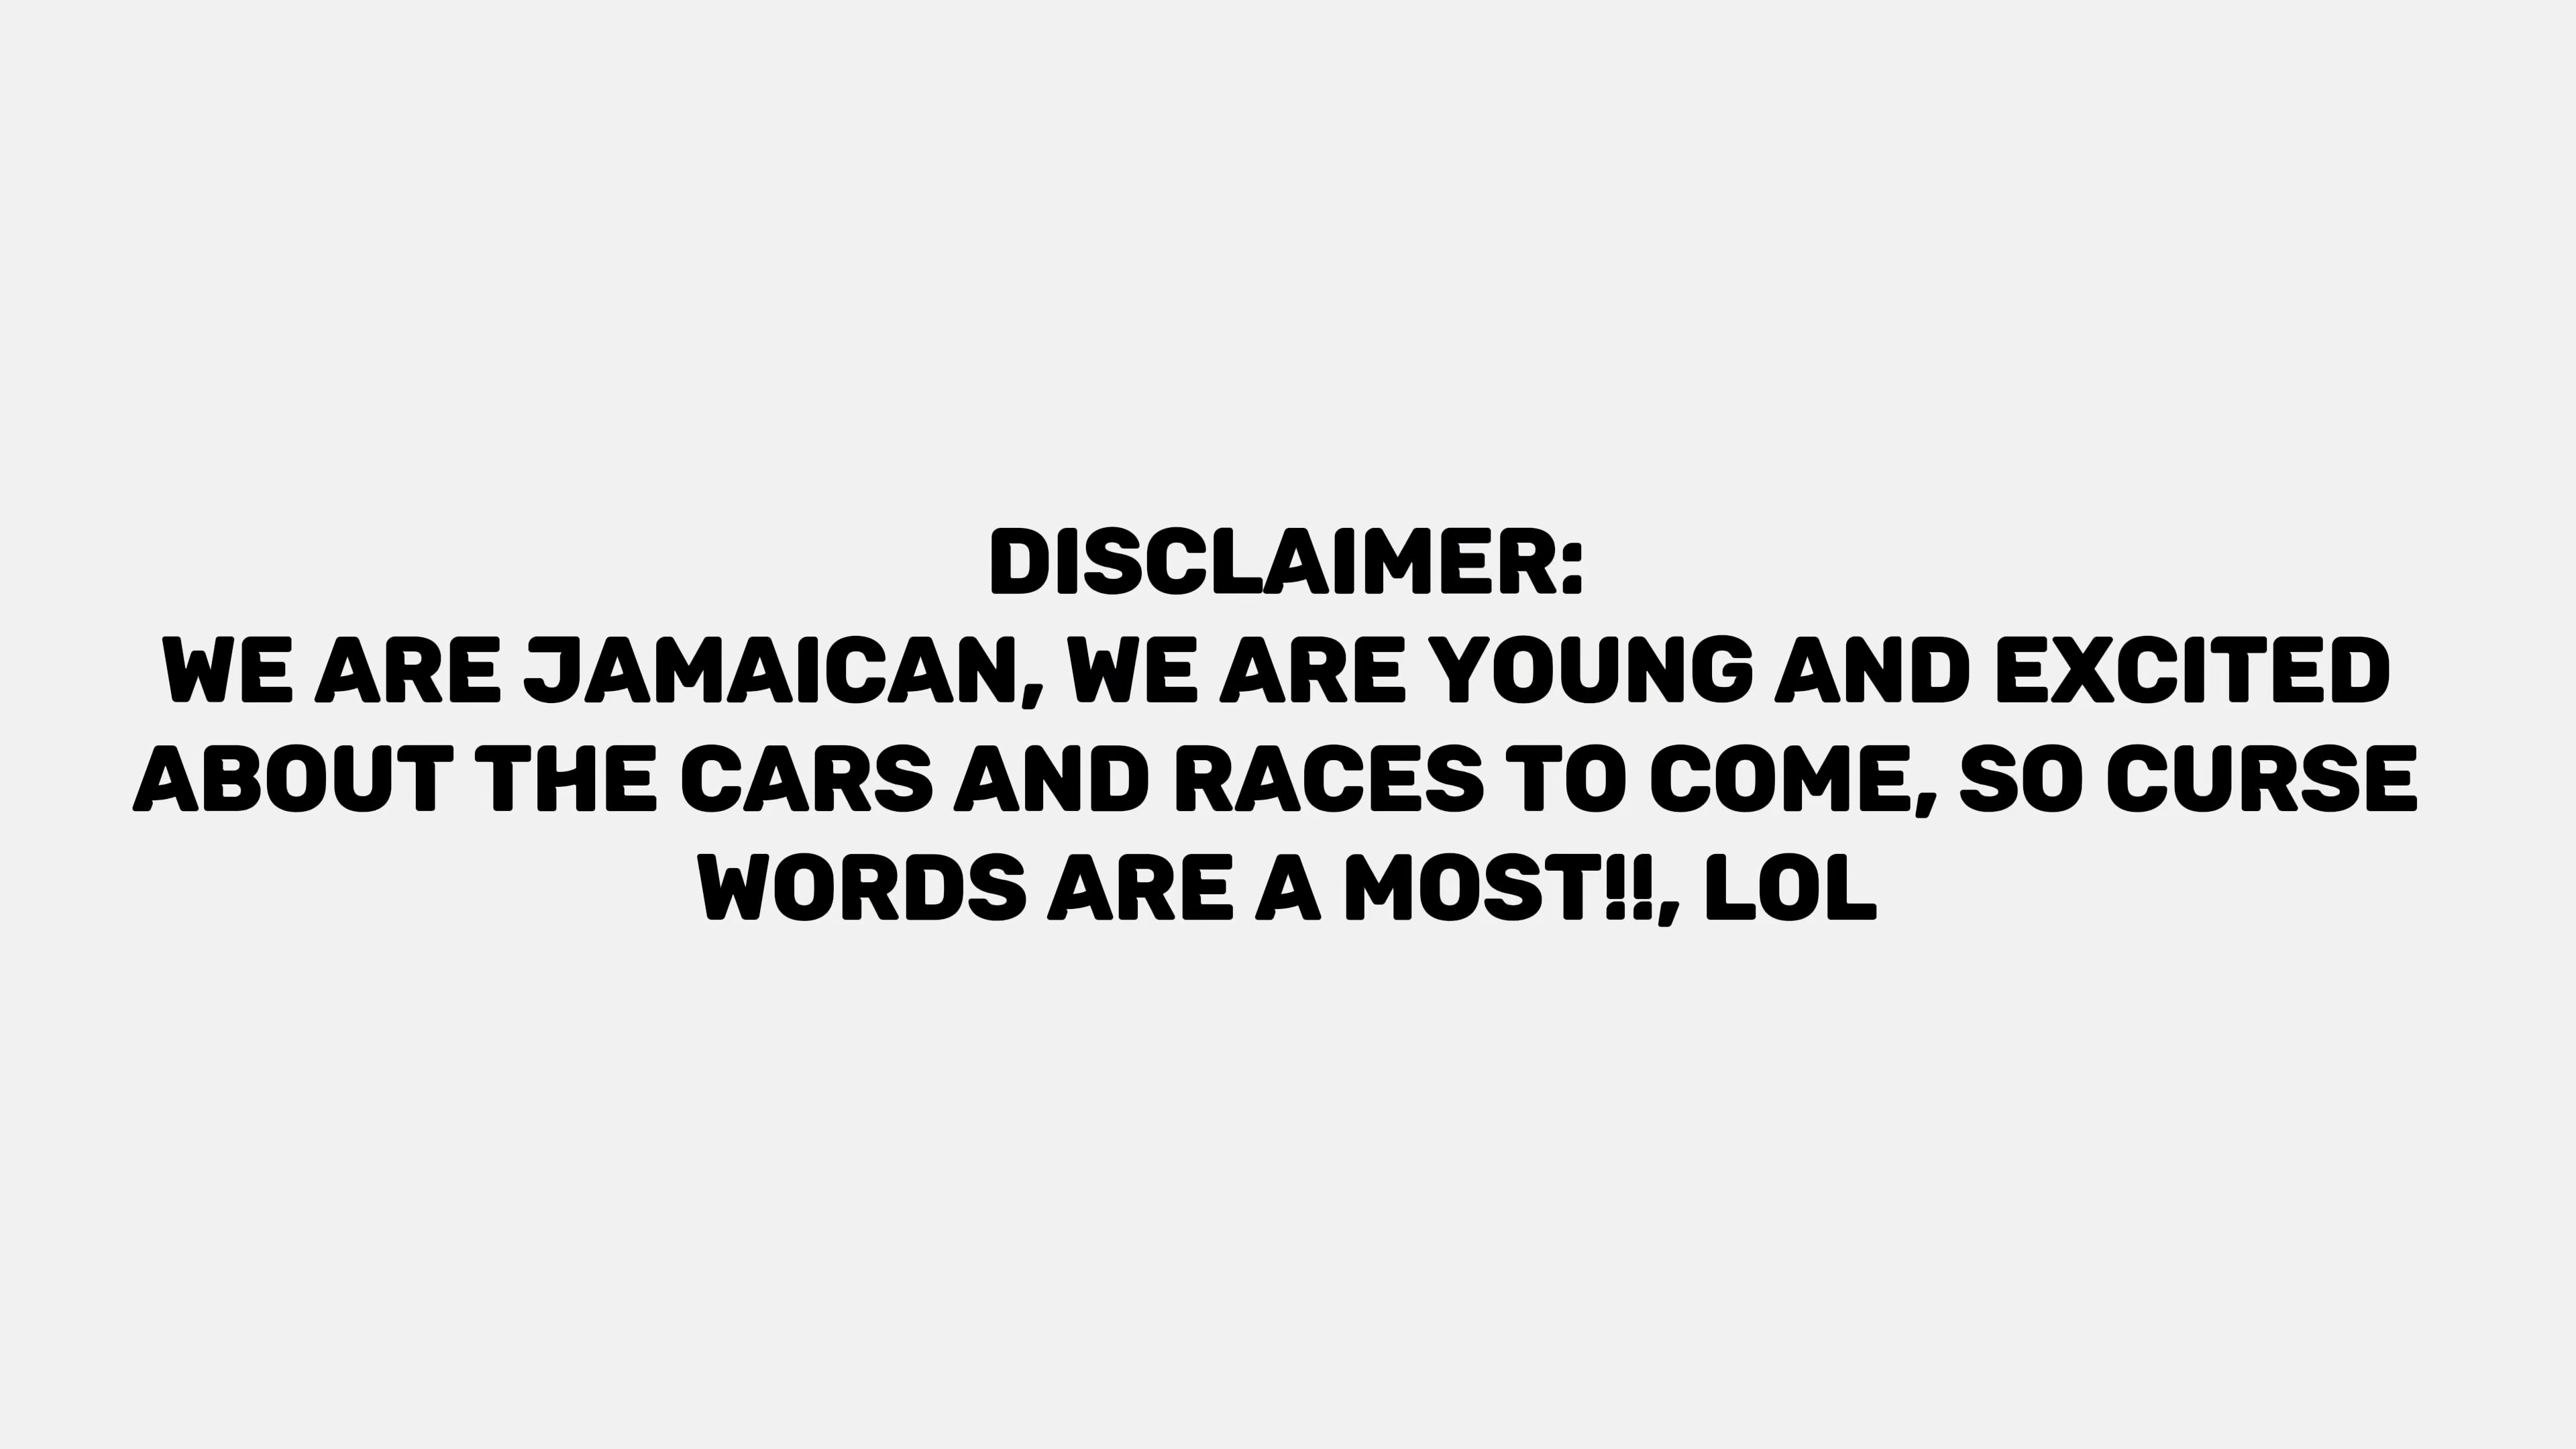 DISCLAIMER:
WE ARE JAMAICAN, WE ARE YOUNG AND EXCITED
ABOUT THE CARS AND RACES TO COME, SO CURSE
WORDS ARE A MOST!!, LOL